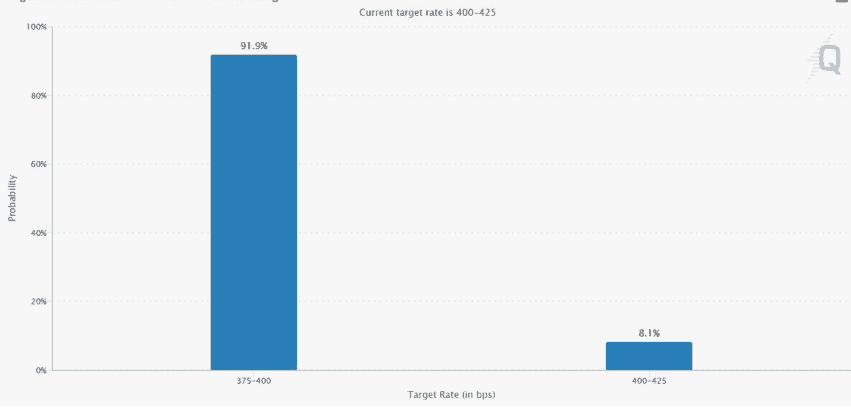 Current target rate is 400-425
100%
91.9%
Q
80%
60%
Probability
40%
20%
8.1%
0%
375-400
400-425
Target Rate (in bps)